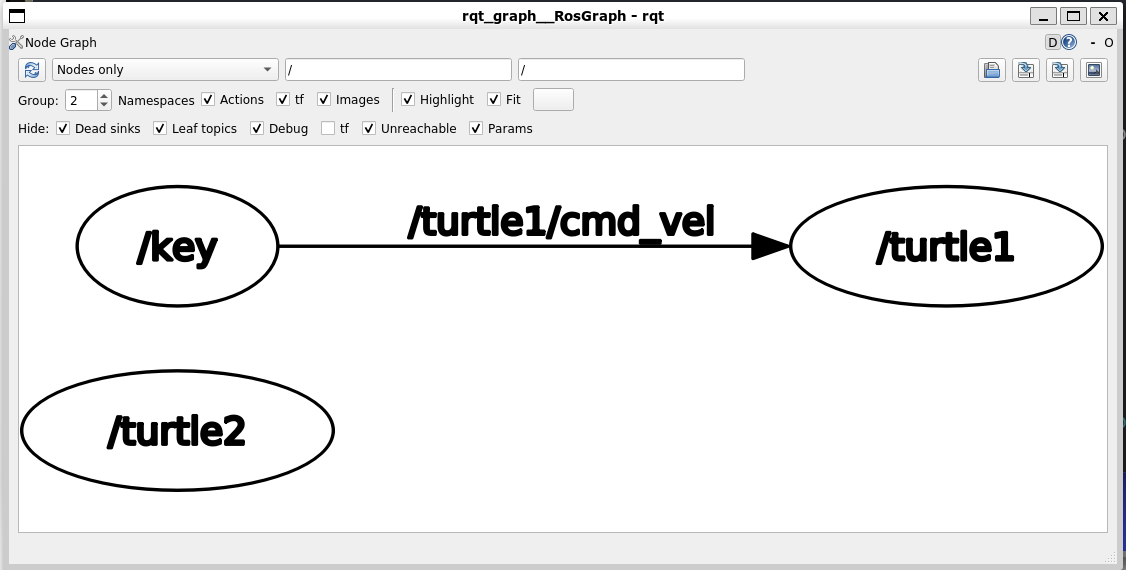 rqt_graph__RosGraph - rqt
Node Graph D ? - O
Nodes only / /
Group: 2 Namespaces Actions tf Images Highlight Fit
Hide: Dead sinks Leaf topics Debug tf Unreachable Params
/key /turtle1/cmd_vel /turtle1
/turtle2